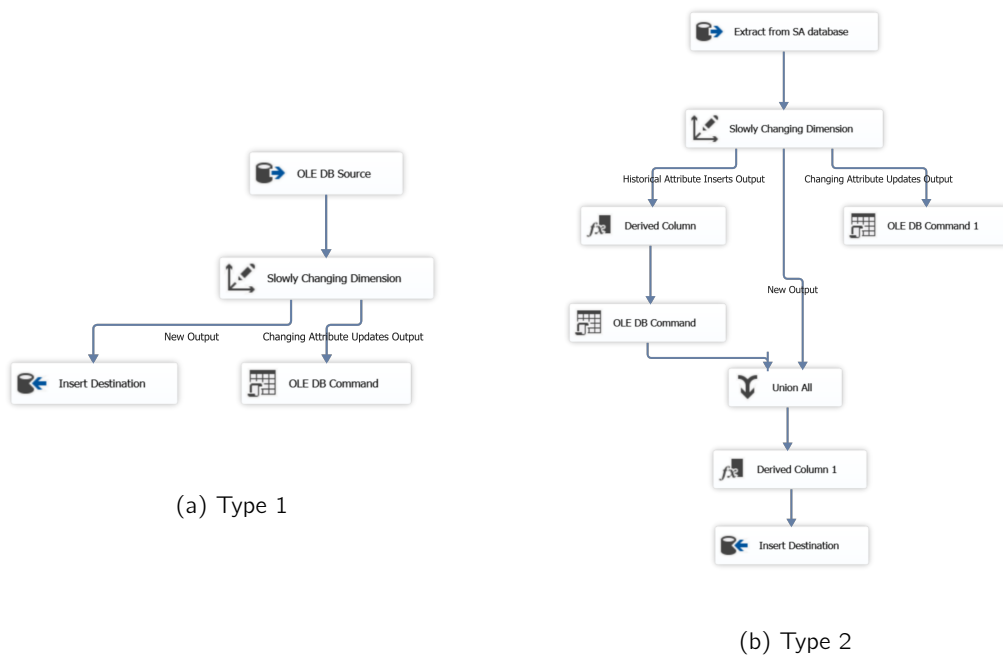 OLE DB Source
Slowly Changing Dimension
New Output
Changing Attribute Updates Output
Insert Destination
OLE DB Command
(a) Type 1
Extract from SA database
Slowly Changing Dimension
Historical Attribute Inserts Output
Changing Attribute Updates Output
Derived Column
OLE DB Command 1
New Output
OLE DB Command
Union All
Derived Column 1
Insert Destination
(b) Type 2